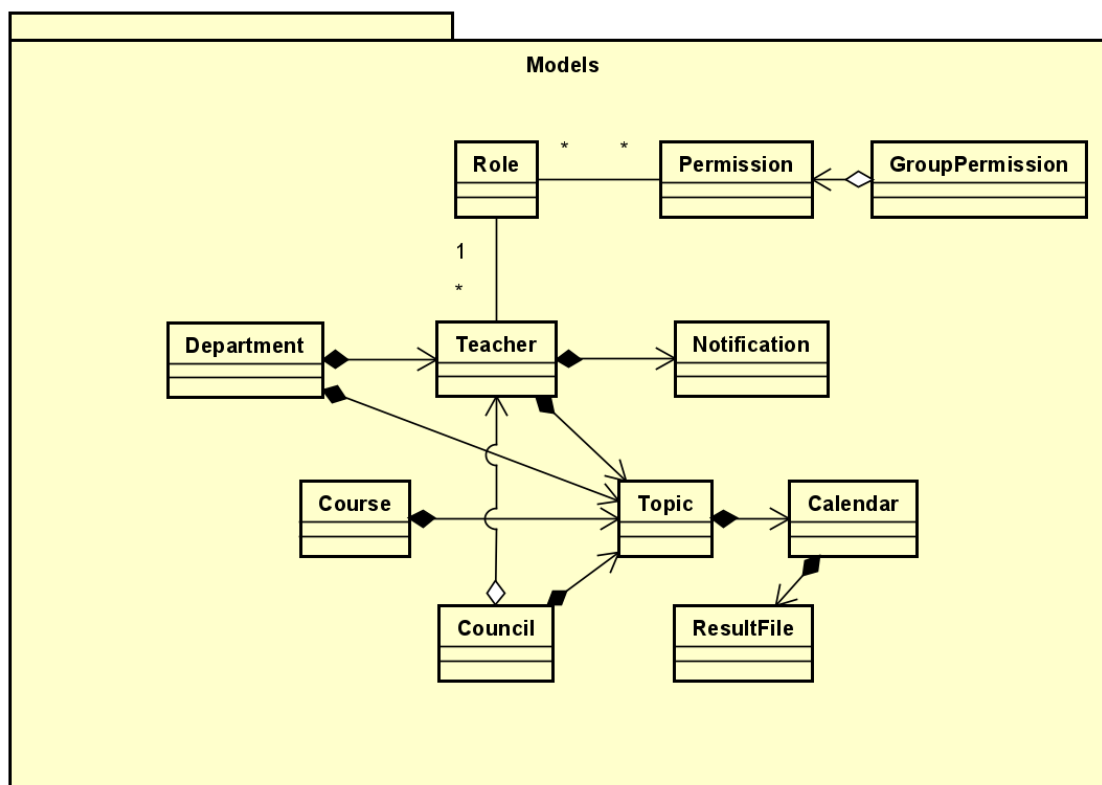 Models
Role
*
*
Permission
GroupPermission
1
*
Department
Teacher
Notification
Course
Topic
Calendar
Council
ResultFile